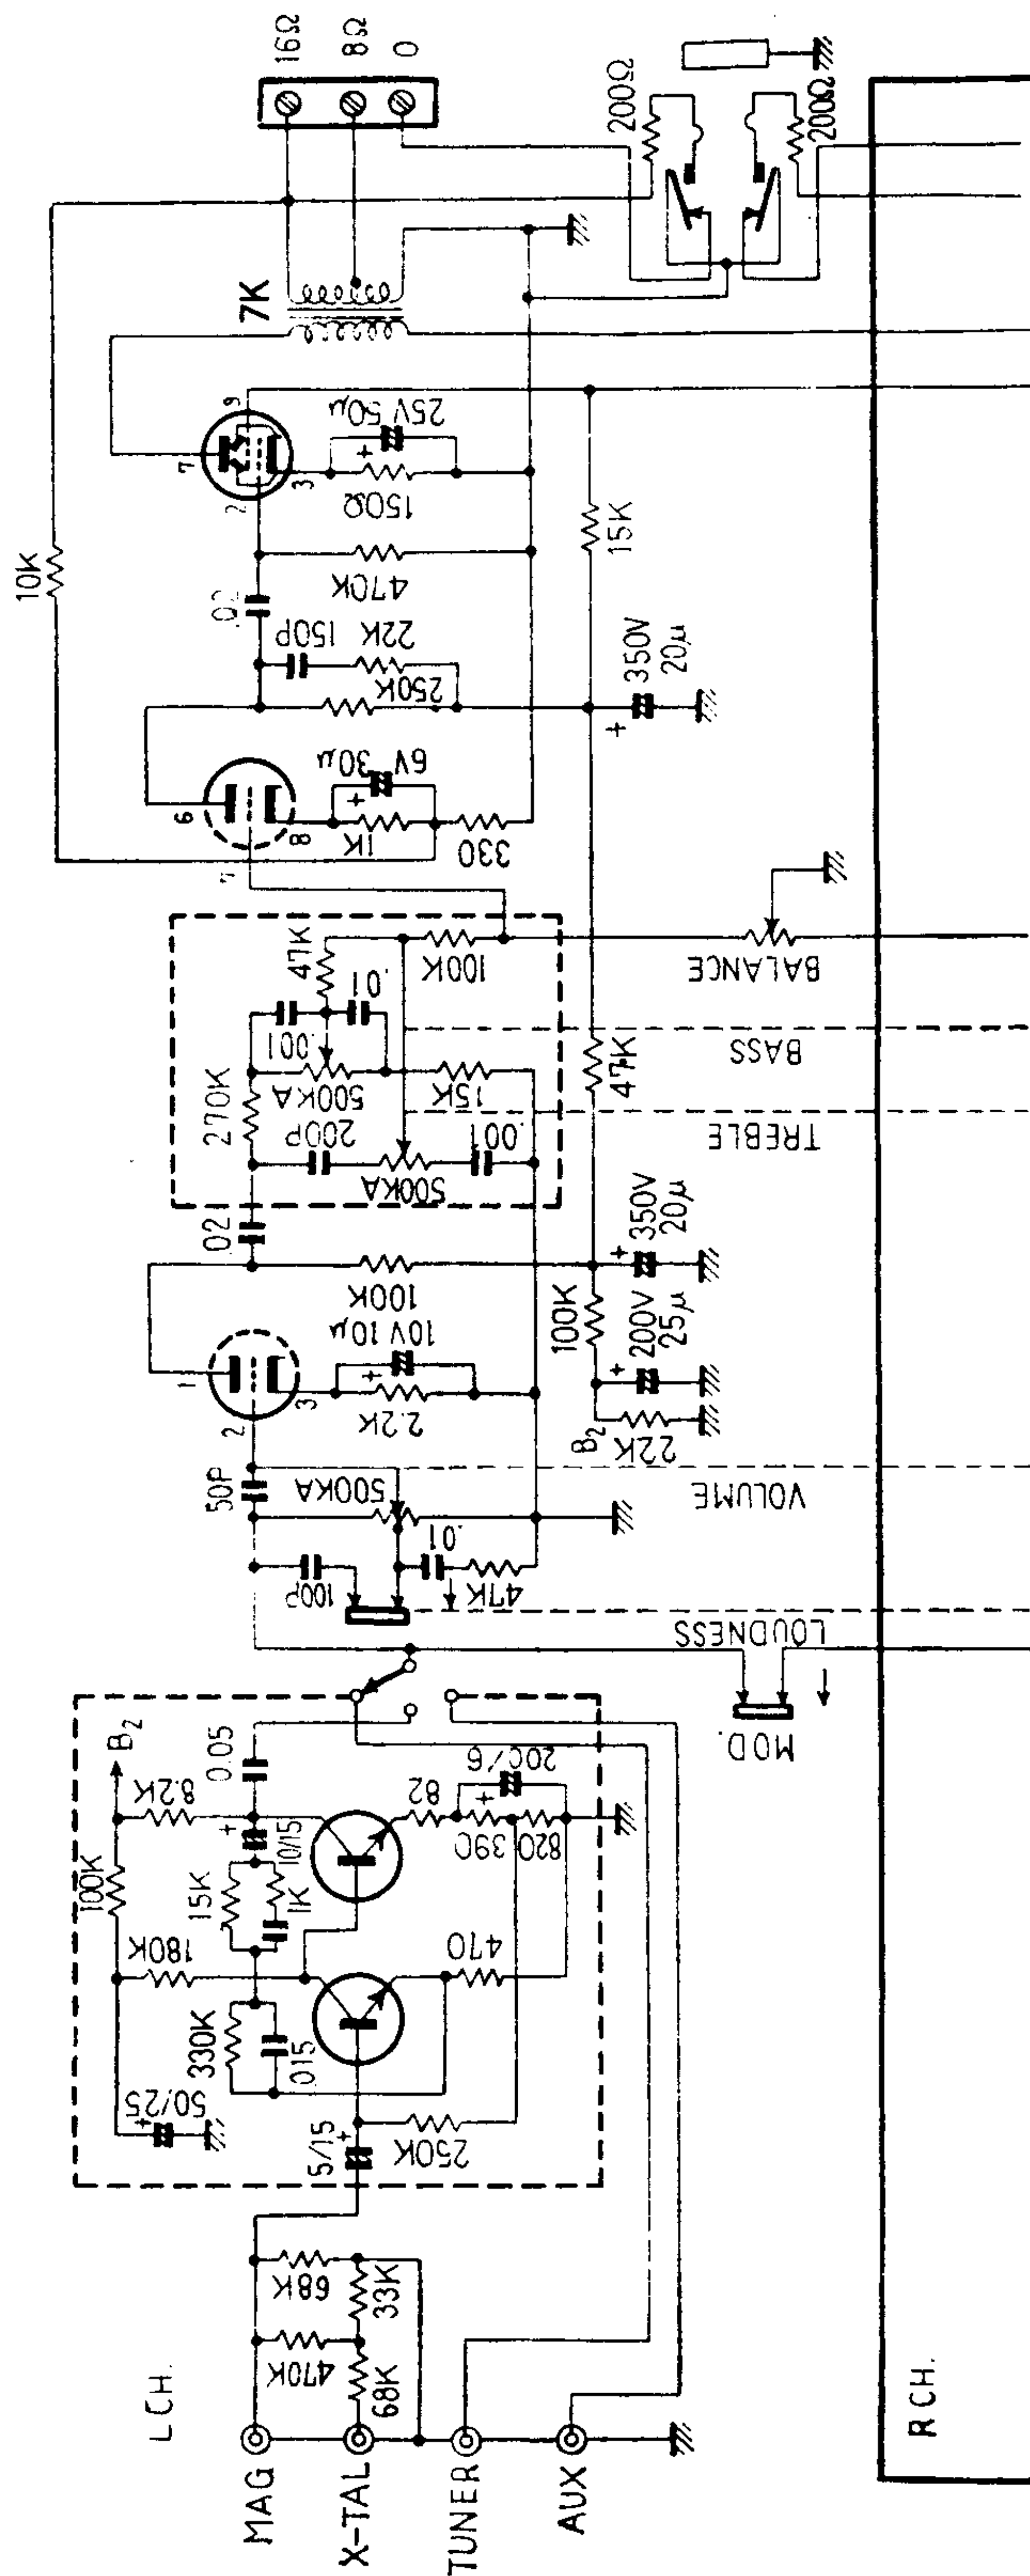 L CH.
MAG
X-TAL
TUNER
AUX
470K
68K
68K
33K
5/15
+
250K
50/25
+
330K
.015
180K
100K
470
15K
1K
10/15
+
8.2K
B₂
0.05
82
390
820
+
200/6
MOD.
LOUDNESS
100P
47K
.01
500KA
50P
VOLUME
2
1
3
2.2K
10V 10μ
+
100K
B₂
22K
200V
25μ
+
100K
350V
20μ
+
.02
270K
200P
500KA
.001
500KA
.001
.01
15K
47K
100K
TREBLE
BASS
BALANCE
47K
7
6
8
1K
330
6V
30μ
+
10K
250K
22K
150P
.02
470K
350V
20μ
+
15K
2
7
9
3
150Ω
25V 50μ
+
7K
16Ω
8Ω
0
200Ω
200Ω
R CH.